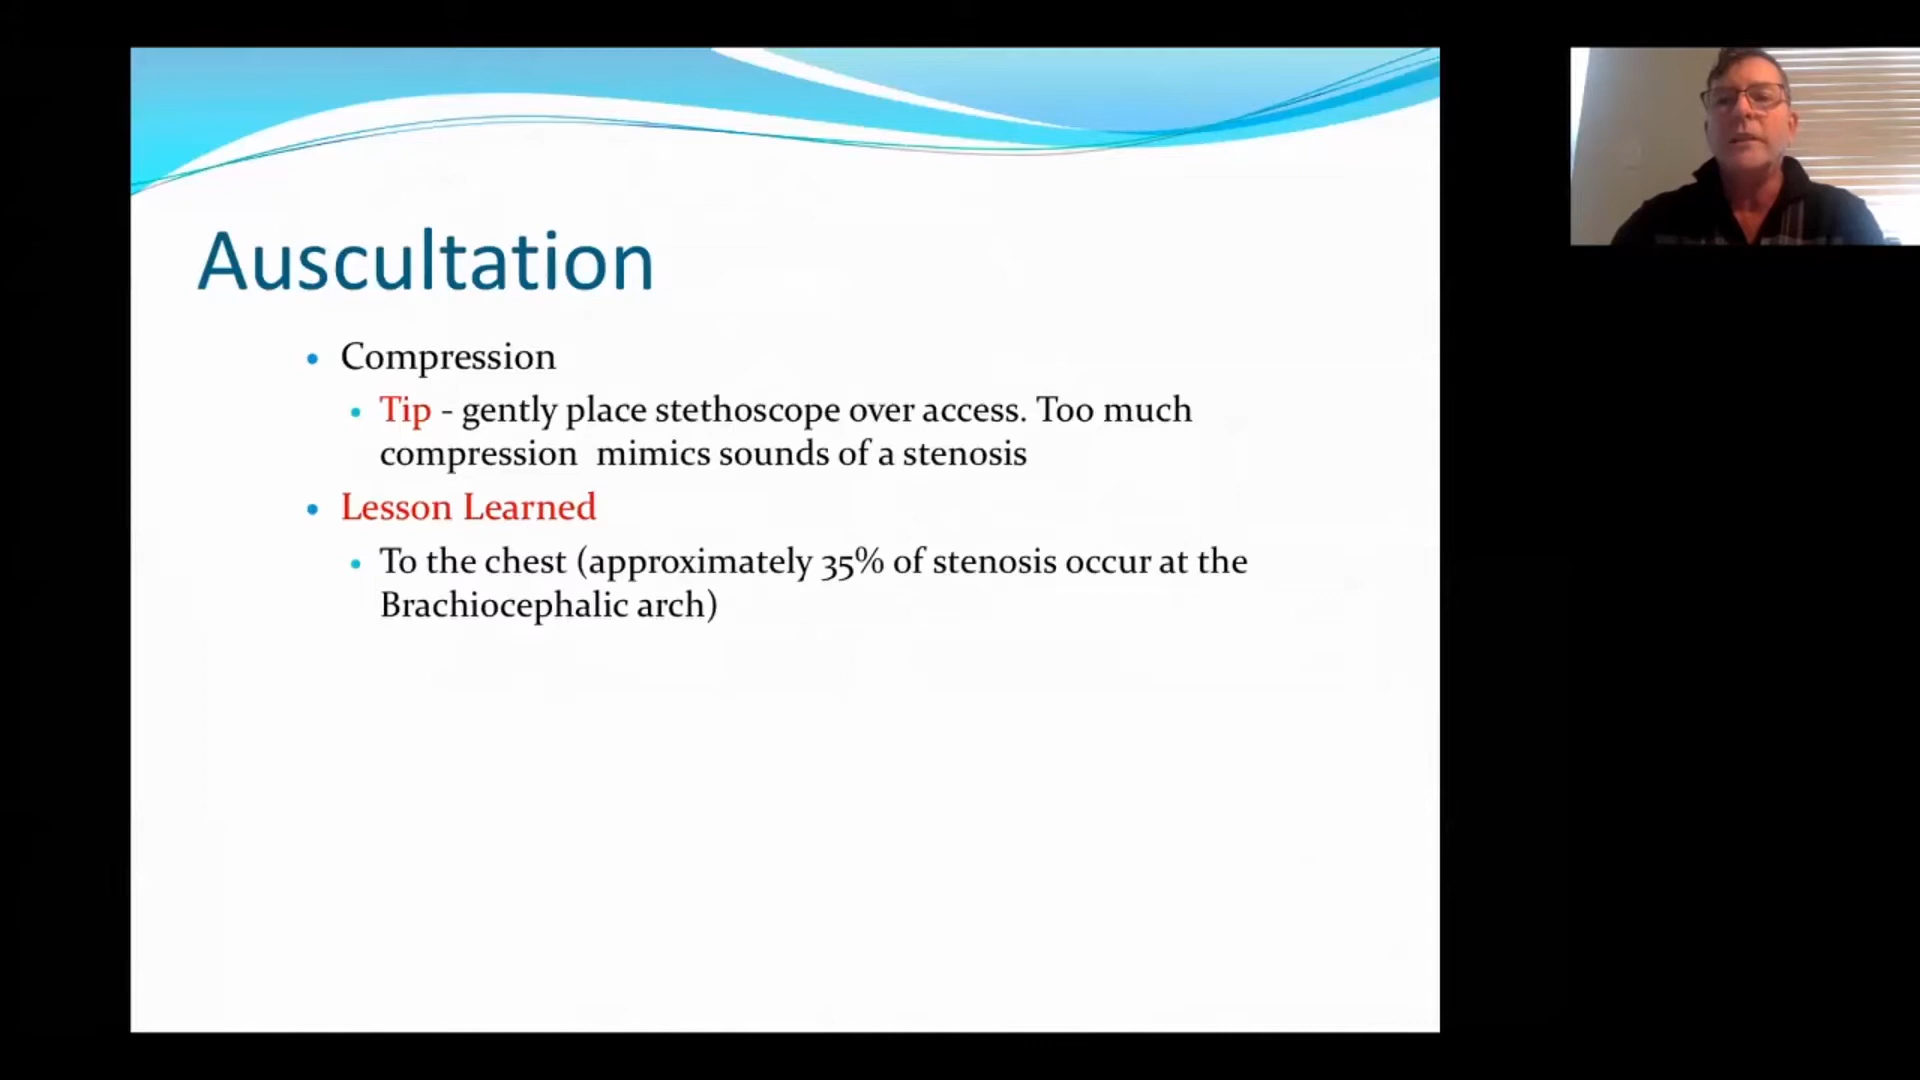 Auscultation
• Compression
• Tip - gently place stethoscope over access. Too much
compression mimics sounds of a stenosis
• Lesson Learned
• To the chest (approximately 35% of stenosis occur at the
Brachiocephalic arch)